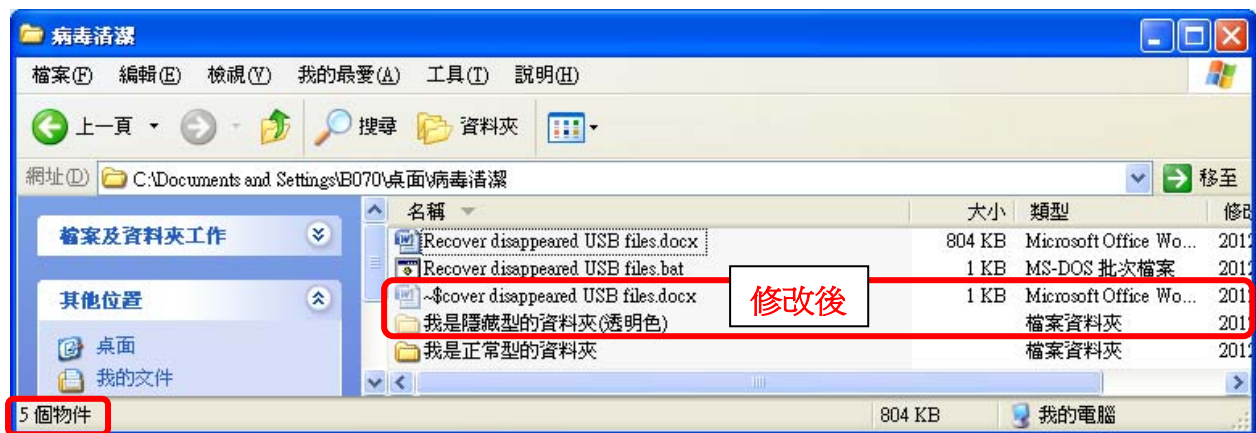 病毒清潔
檔案(F) 編輯(E) 檢視(V) 我的最愛(A) 工具(T) 說明(H)
上一頁 搜尋 資料夾
網址(D) C:\Documents and Settings\B070\桌面\病毒清潔 移至
名稱 大小 類型 修改
檔案及資料夾工作
Recover disappeared USB files.docx 804 KB Microsoft Office Wo... 2012
Recover disappeared USB files.bat 1 KB MS-DOS 批次檔案 2012
其他位置
~$cover disappeared USB files.docx 1 KB Microsoft Office Wo... 2012
修改後
我是隱藏型的資料夾(透明色) 檔案資料夾 2012
桌面
我是正常型的資料夾 檔案資料夾 2012
我的文件
5 個物件 804 KB 我的電腦